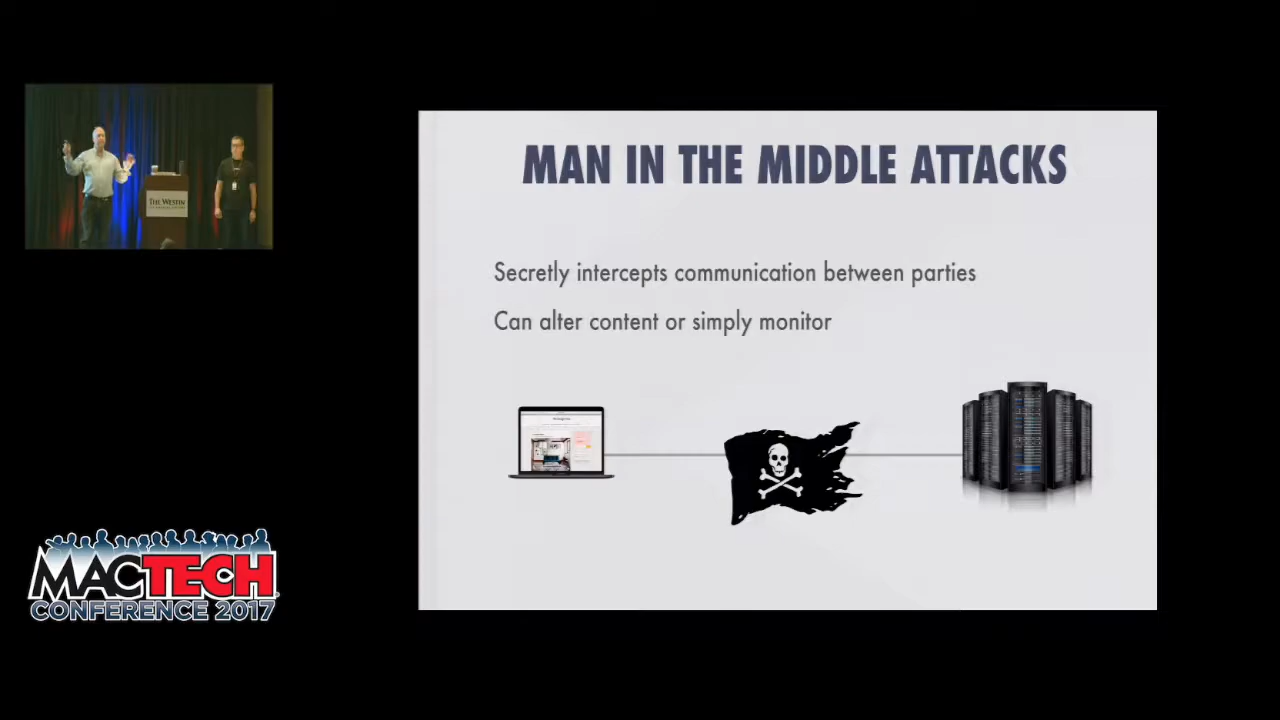 MAN IN THE MIDDLE ATTACKS
Secretly intercepts communication between parties
Can alter content or simply monitor
THE WESTIN
MACTECH
CONFERENCE 2017